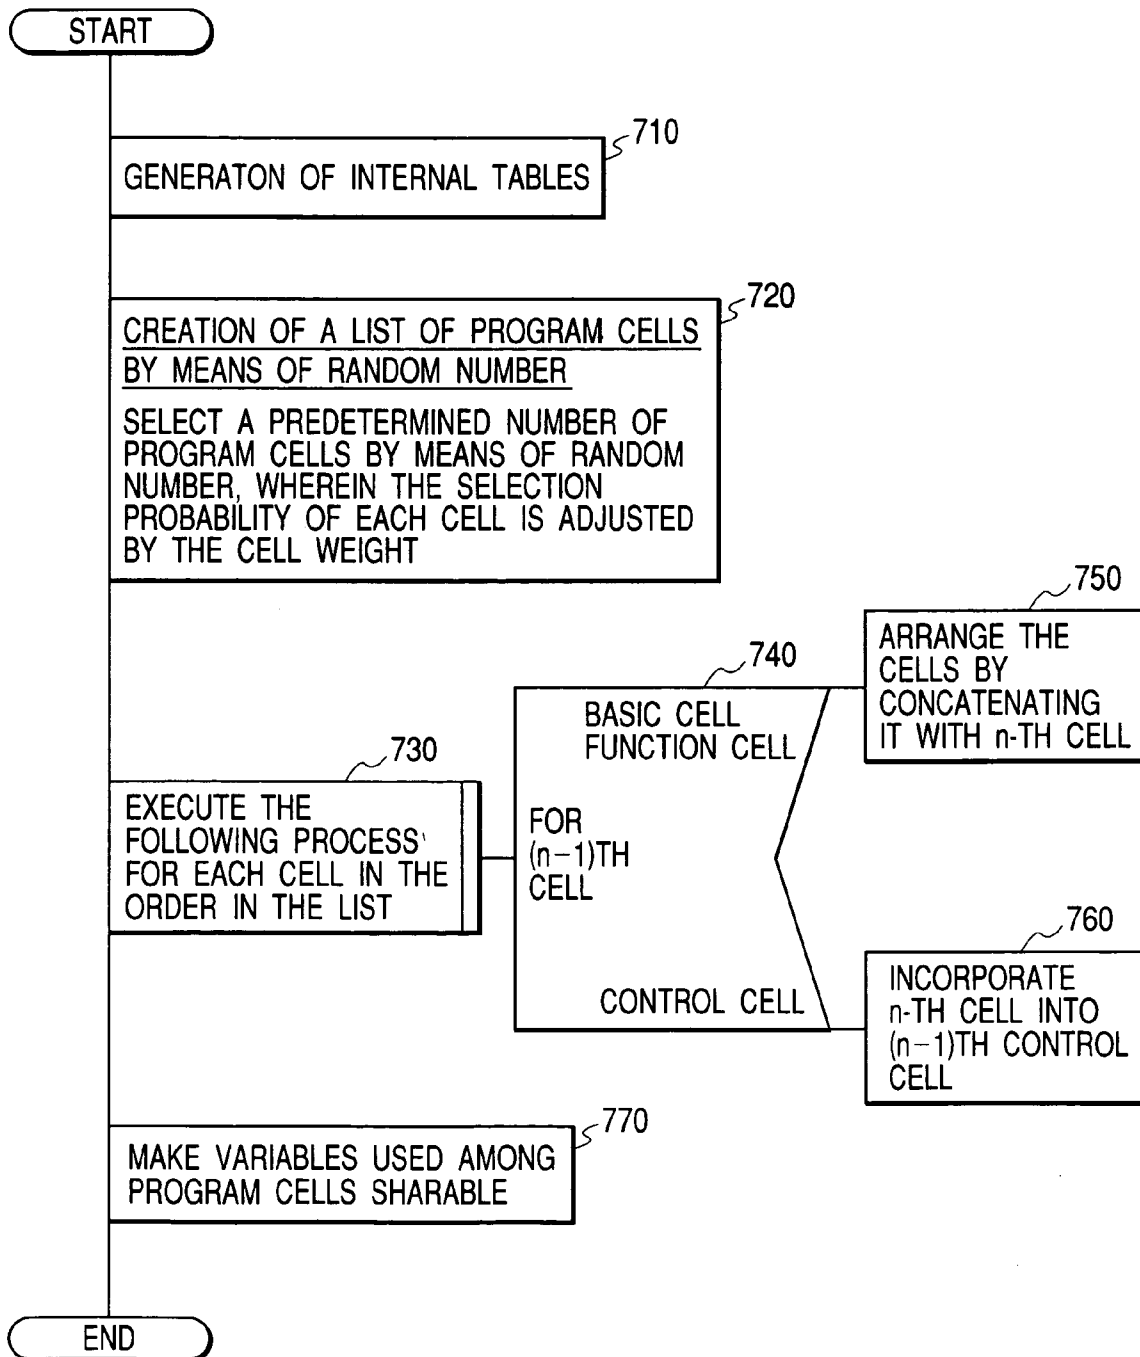 START
710
GENERATON OF INTERNAL TABLES
720
CREATION OF A LIST OF PROGRAM CELLS
BY MEANS OF RANDOM NUMBER
SELECT A PREDETERMINED NUMBER OF
PROGRAM CELLS BY MEANS OF RANDOM
NUMBER, WHEREIN THE SELECTION
PROBABILITY OF EACH CELL IS ADJUSTED
BY THE CELL WEIGHT
730
EXECUTE THE
FOLLOWING PROCESS
FOR EACH CELL IN THE
ORDER IN THE LIST
740
BASIC CELL
FUNCTION CELL
FOR
(n−1)TH
CELL
CONTROL CELL
750
ARRANGE THE
CELLS BY
CONCATENATING
IT WITH n-TH CELL
760
INCORPORATE
n-TH CELL INTO
(n−1)TH CONTROL
CELL
770
MAKE VARIABLES USED AMONG
PROGRAM CELLS SHARABLE
END